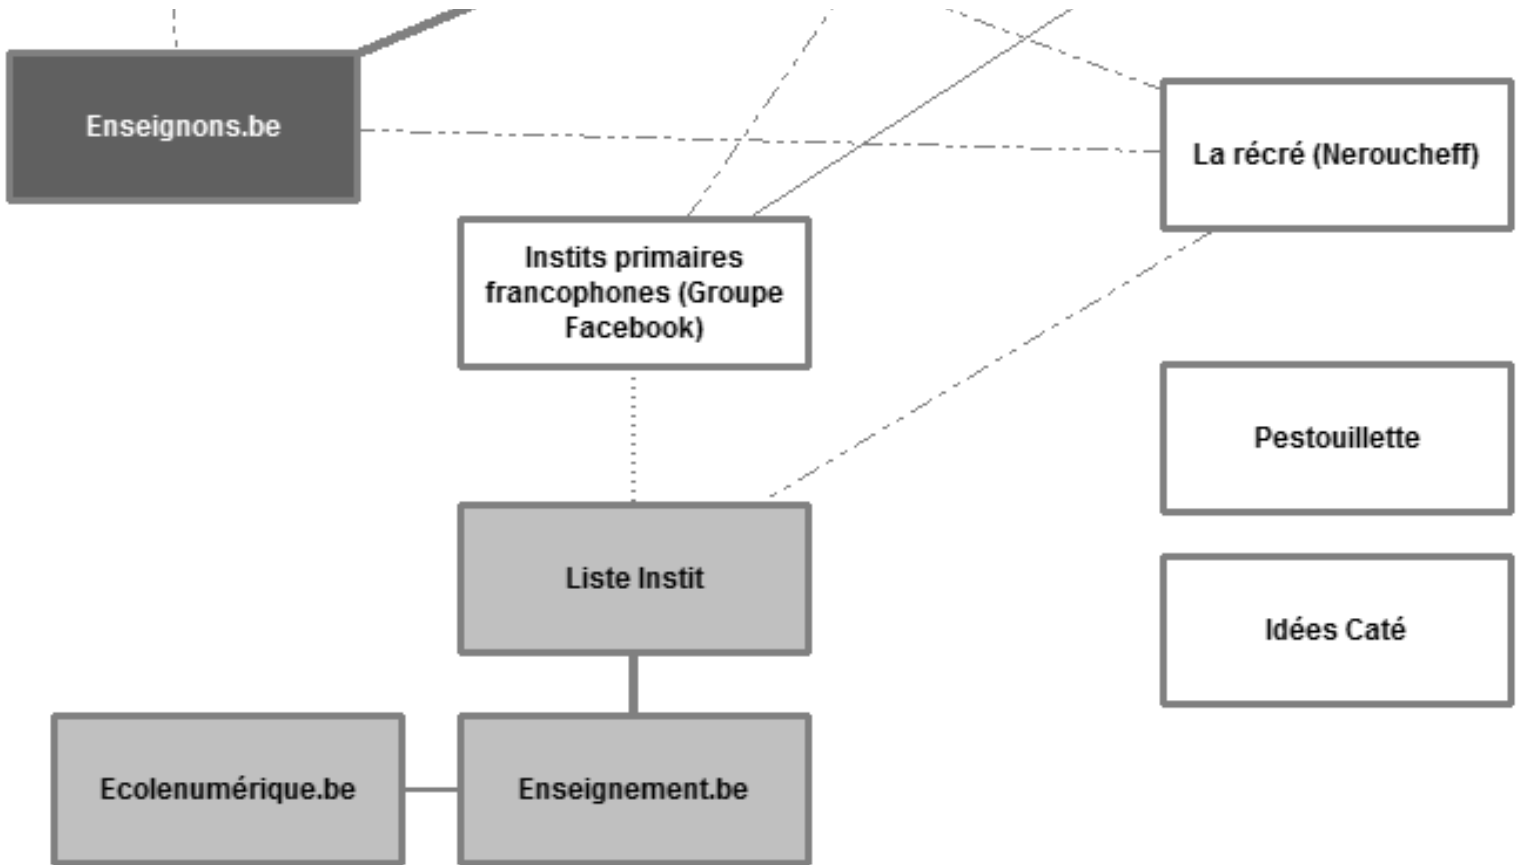 Enseignons.be
La récré (Neroucheff)
Instits primaires
francophones (Groupe
Facebook)
Pestouillette
Liste Instit
Idées Caté
Ecolenumérique.be
Enseignement.be